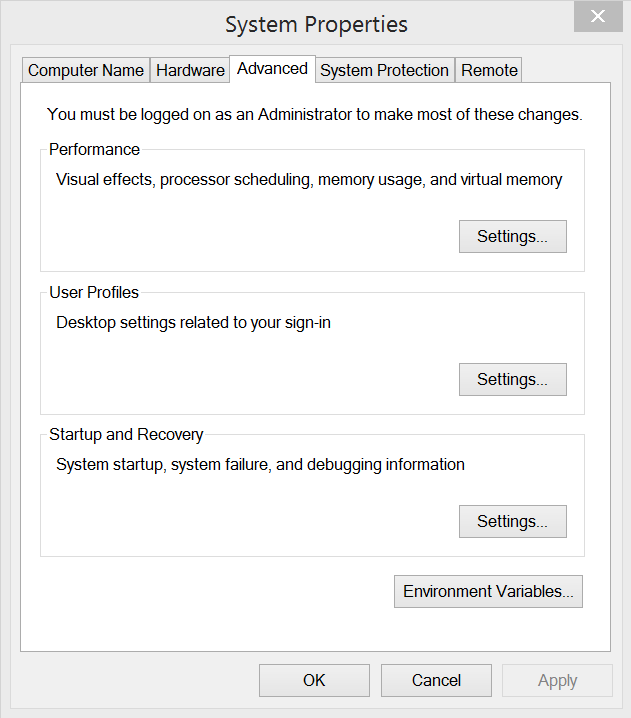 System Properties
Computer Name Hardware Advanced System Protection Remote
You must be logged on as an Administrator to make most of these changes.
Performance
Visual effects, processor scheduling, memory usage, and virtual memory
Settings...
User Profiles
Desktop settings related to your sign-in
Settings...
Startup and Recovery
System startup, system failure, and debugging information
Settings...
Environment Variables...
OK Cancel Apply